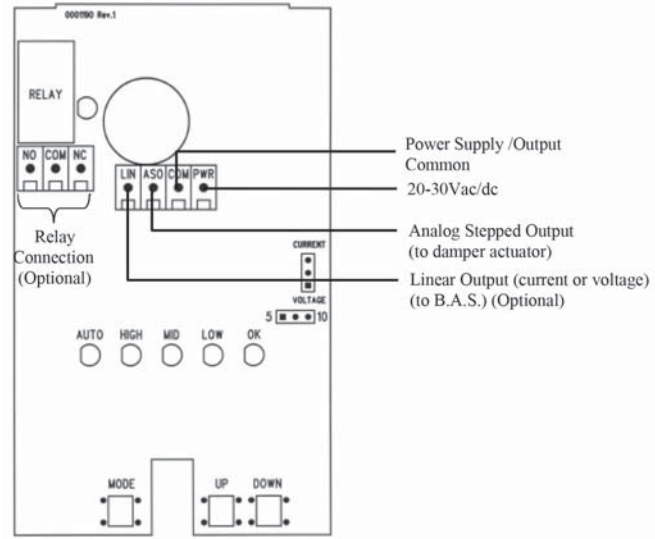 0001190 Rev.1
RELAY
NO COM NC
LIN ASO COM PWR
Power Supply /Output
Common
20-30Vac/dc
Relay
Connection
(Optional)
Analog Stepped Output
(to damper actuator)
CURRENT
Linear Output (current or voltage)
(to B.A.S.) (Optional)
VOLTAGE
5 10
AUTO HIGH MID LOW OK
MODE UP DOWN